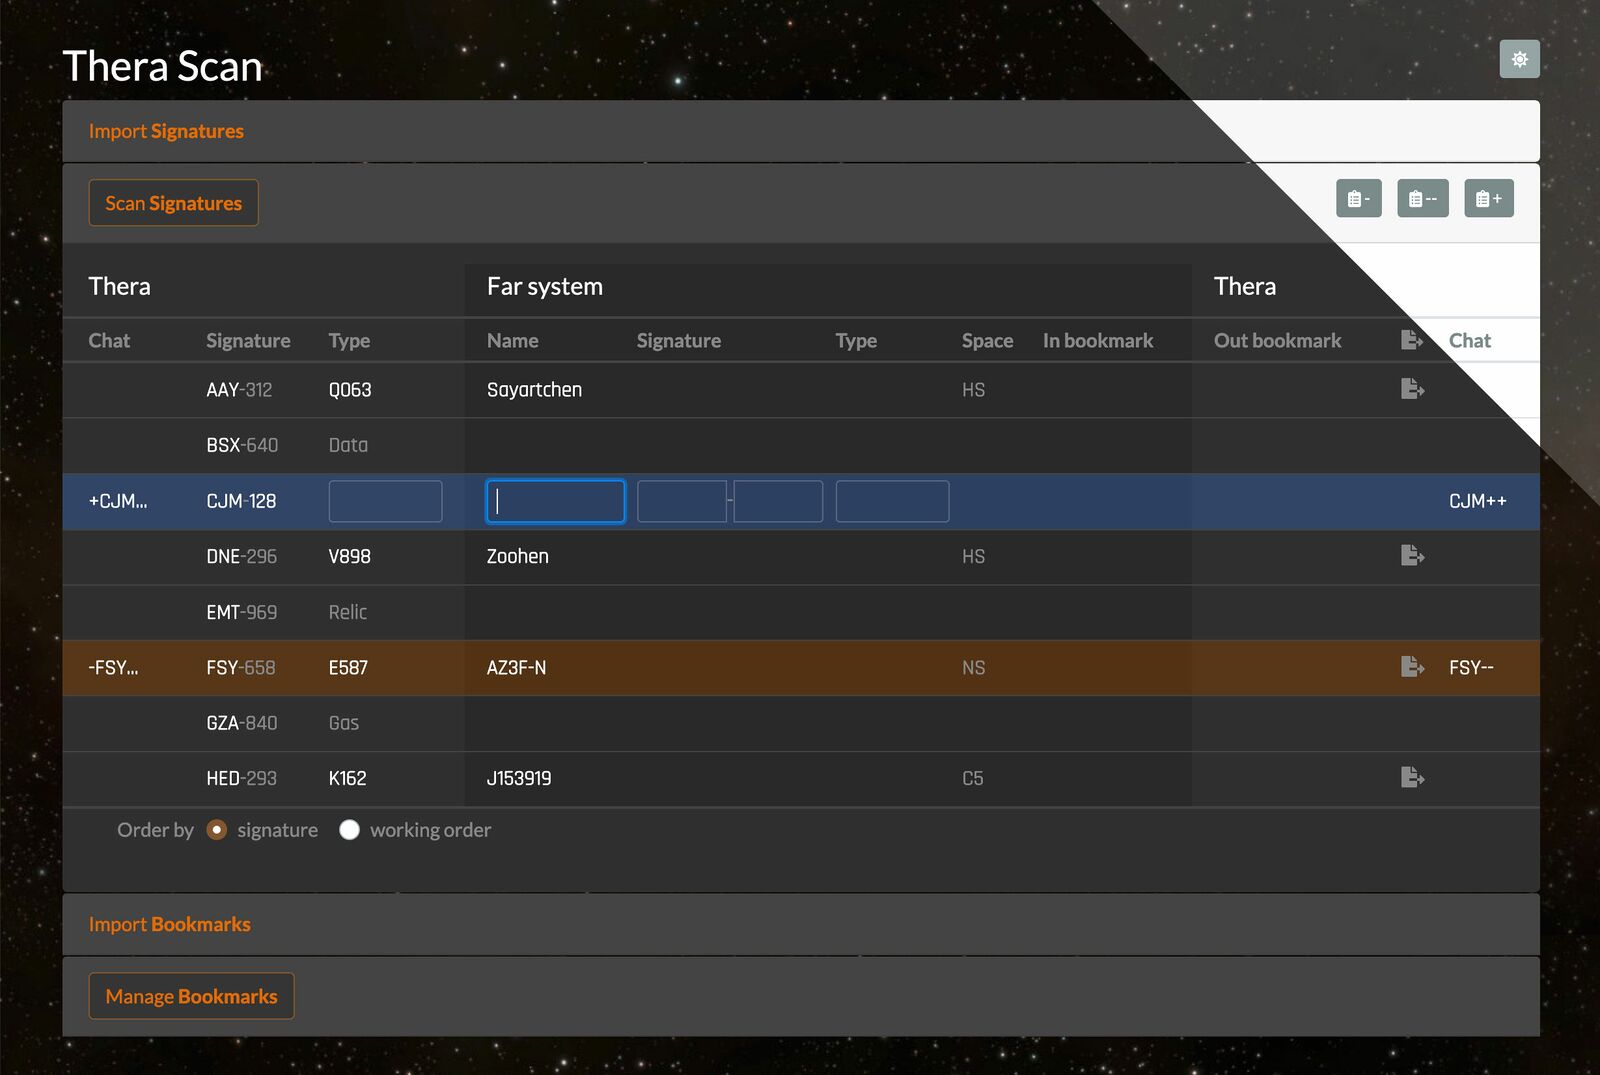 Thera Scan
Import Signatures
Scan Signatures - -- +
Thera Far system Thera
Chat Signature Type Name Signature Type Space In bookmark Out bookmark Chat
AAY-312 Q063 Sayartchen HS
BSX-640 Data
+CJM... CJM-128 - CJM++
DNE-296 V898 Zoohen HS
EMT-969 Relic
-FSY... FSY-658 E587 AZ3F-N NS FSY--
GZA-840 Gas
HED-293 K162 J153919 C5
Order by signature working order
Import Bookmarks
Manage Bookmarks